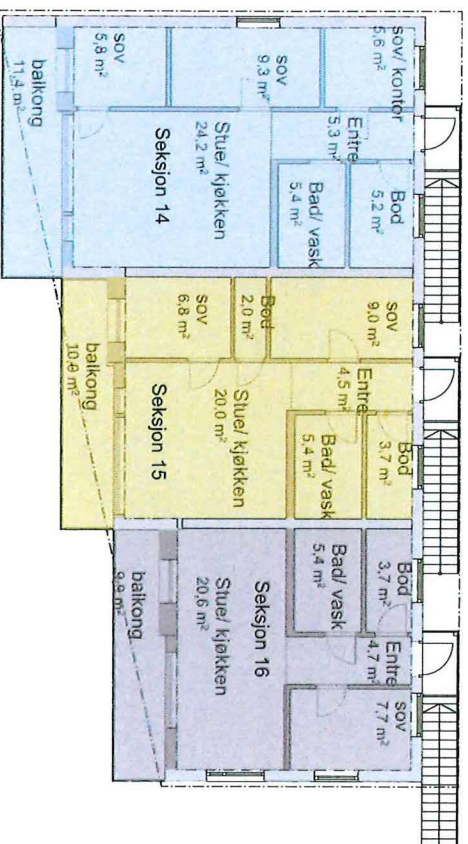 sov/ kontor
5,6 m²
sov
9,3 m²
sov
5,8 m²
balkong
11,4 m²
Entre
5,3 m²
Stue/ kjøkken
24,2 m²
Seksjon 14
Bod
5,2 m²
Bad/ vask
5,4 m²
sov
9,0 m²
Bod
2,0 m²
sov
6,8 m²
balkong
Entre
4,5 m²
Stue/ kjøkken
20,0 m²
Seksjon 15
Bod
3,7 m²
Bad/ vask
5,4 m²
Bod
3,7 m²
Bad/ vask
5,4 m²
Seksjon 16
Stue/ kjøkken
20,6 m²
balkong
9,9 m²
Entre
4,7 m²
sov
7,7 m²